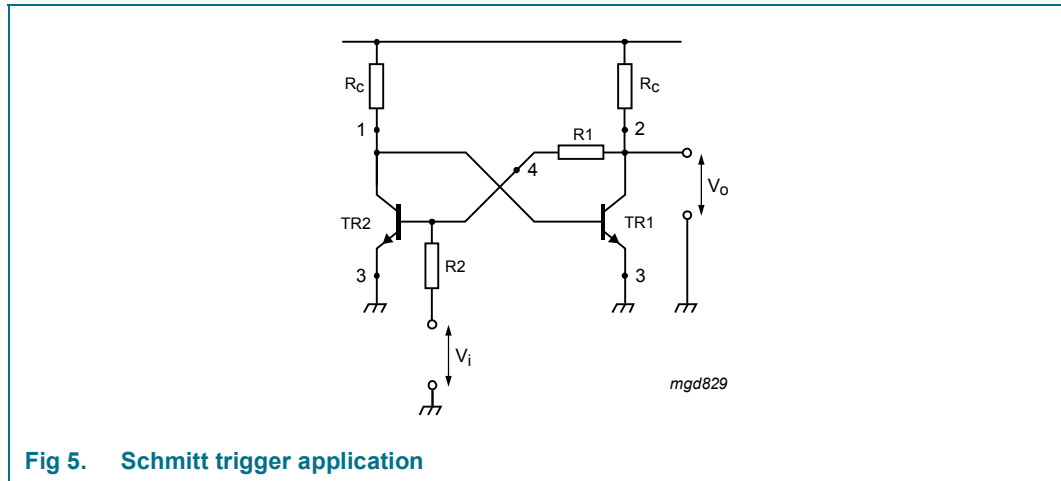 RC
RC
1
2
R1
4
Vo
TR2
TR1
R2
3
3
Vi
mgd829
Fig 5. Schmitt trigger application